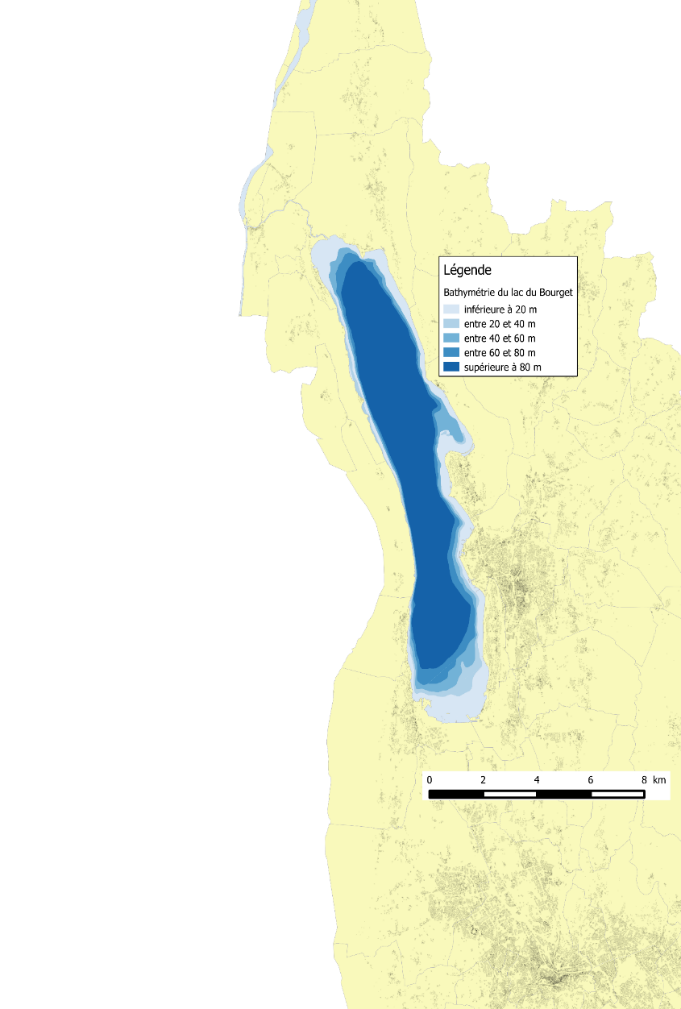 Légende
Bathymétrie du lac du Bourget
inférieure à 20 m
entre 20 et 40 m
entre 40 et 60 m
entre 60 et 80 m
supérieure à 80 m
0 2 4 6 8 km